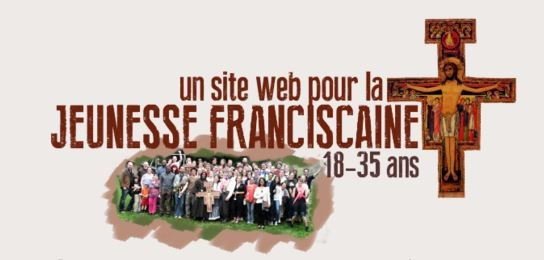 un site web pour la
JEUNESSE FRANCISCAINE
18-35 ans